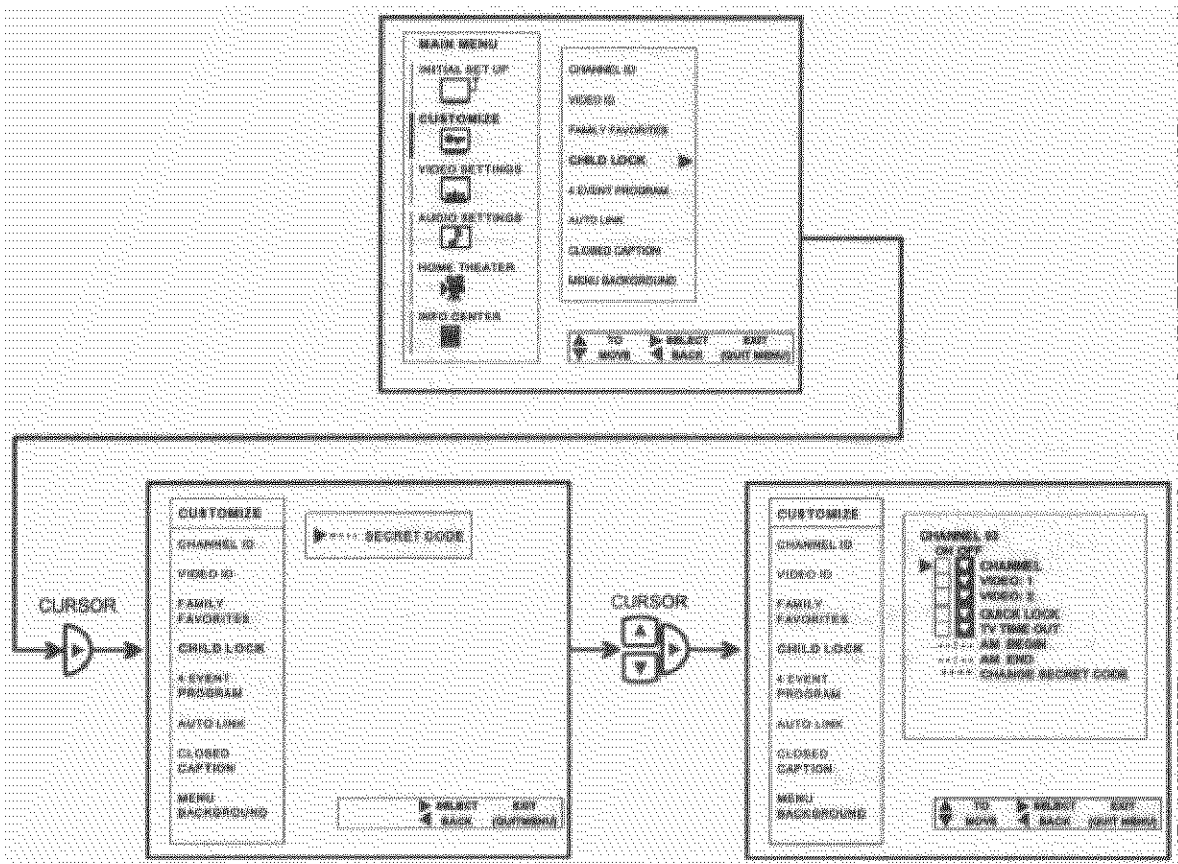 MAIN MENU
INITIAL SET UP
CUSTOMIZE
VIDEO SETTINGS
AUDIO SETTINGS
HOME THEATER
INFO CENTER
CHANNEL ID
VIDEO ID
FAMILY FAVORITES
CHILD LOCK
4 EVENT PROGRAM
AUTO LINK
CLOSED CAPTION
MENU BACKGROUND
TO SELECT EXIT
MOVE BACK (QUIT MENU)
CURSOR
CUSTOMIZE
CHANNEL ID
VIDEO ID
FAMILY
FAVORITES
CHILD LOCK
4 EVENT
PROGRAM
AUTO LINK
CLOSED
CAPTION
MENU
BACKGROUND
---- SECRET CODE
SELECT EXIT
BACK (QUIT MENU)
CURSOR
CUSTOMIZE
CHANNEL ID
VIDEO ID
FAMILY
FAVORITES
CHILD LOCK
4 EVENT
PROGRAM
AUTO LINK
CLOSED
CAPTION
MENU
BACKGROUND
CHANNEL
ON OFF
CHANNEL
VIDEO: 1
VIDEO: 2
QUICK LOCK
TV TIME OUT
--:-- AM BEGIN
--:-- AM END
---- CHANGE SECRET CODE
TO SELECT EXIT
MOVE BACK (QUIT MENU)